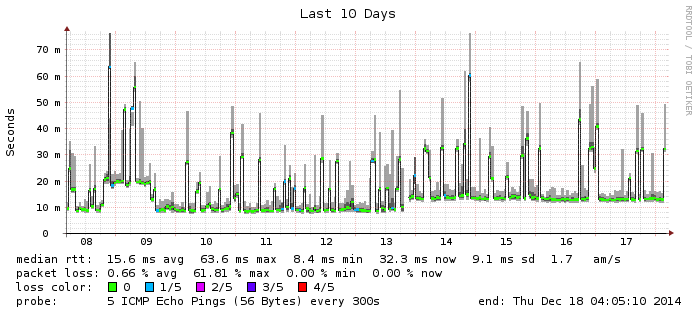 Last 10 Days
RRDTOOL / TOBI OETIKER
Seconds
70 m
60 m
50 m
40 m
30 m
20 m
10 m
0
08 09 10 11 12 13 14 15 16 17
median rtt: 15.6 ms avg 63.6 ms max 8.4 ms min 32.3 ms now 9.1 ms sd 1.7 am/s
packet loss: 0.66 % avg 61.81 % max 0.00 % min 0.00 % now
loss color: 0 1/5 2/5 3/5 4/5
probe: 5 ICMP Echo Pings (56 Bytes) every 300s end: Thu Dec 18 04:05:10 2014